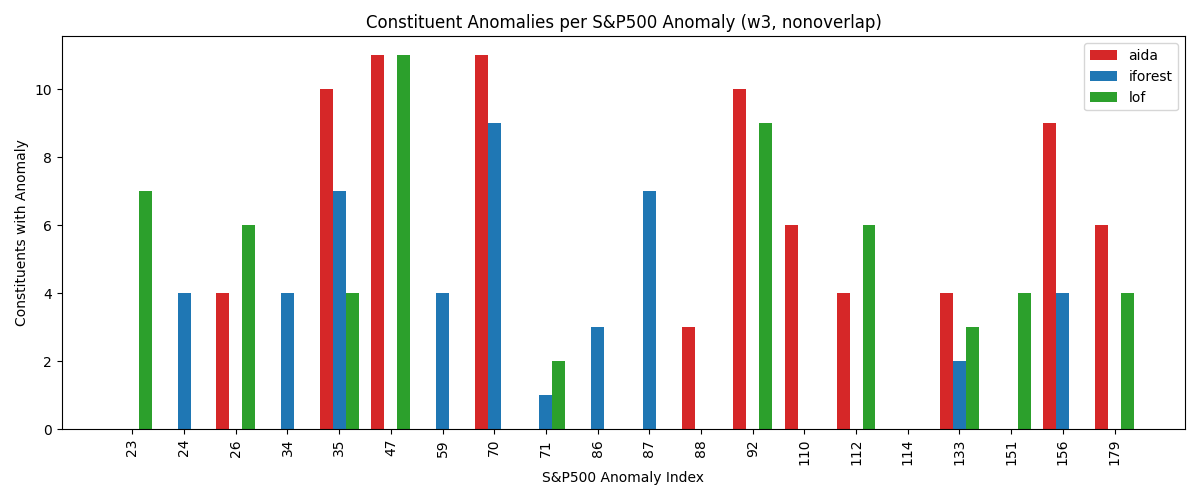 Constituent Anomalies per S&P500 Anomaly (w3, nonoverlap)
aida
iforest
lof
Constituents with Anomaly
10
8
6
4
2
0
23 24 26 34 35 47 59 70 71 86 87 88 92 110 112 114 133 151 156 179
S&P500 Anomaly Index